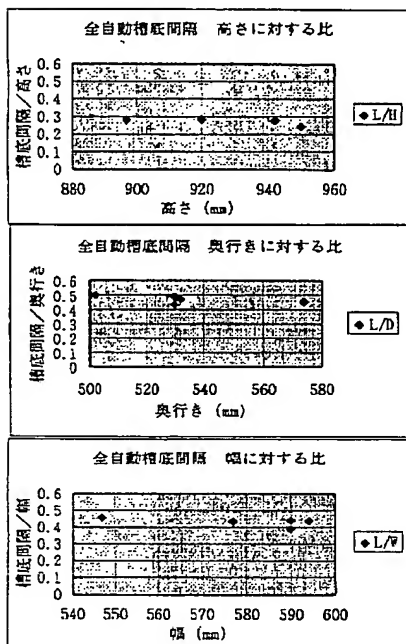 全自動槽底間隔 高さに対する比
槽底間隔/高さ
0.6
0.5
0.4
0.3
0.2
0.1
0
880 900 920 940 960
高さ (mm)
◆ L/H
全自動槽底間隔 奥行きに対する比
槽底間隔/奥行き
0.6
0.5
0.4
0.3
0.2
0.1
0
500 520 540 560 580
奥行き (mm)
◆ L/D
全自動槽底間隔 幅に対する比
槽底間隔/幅
0.6
0.5
0.4
0.3
0.2
0.1
0
540 550 560 570 580 590 600
幅 (mm)
◆ L/W